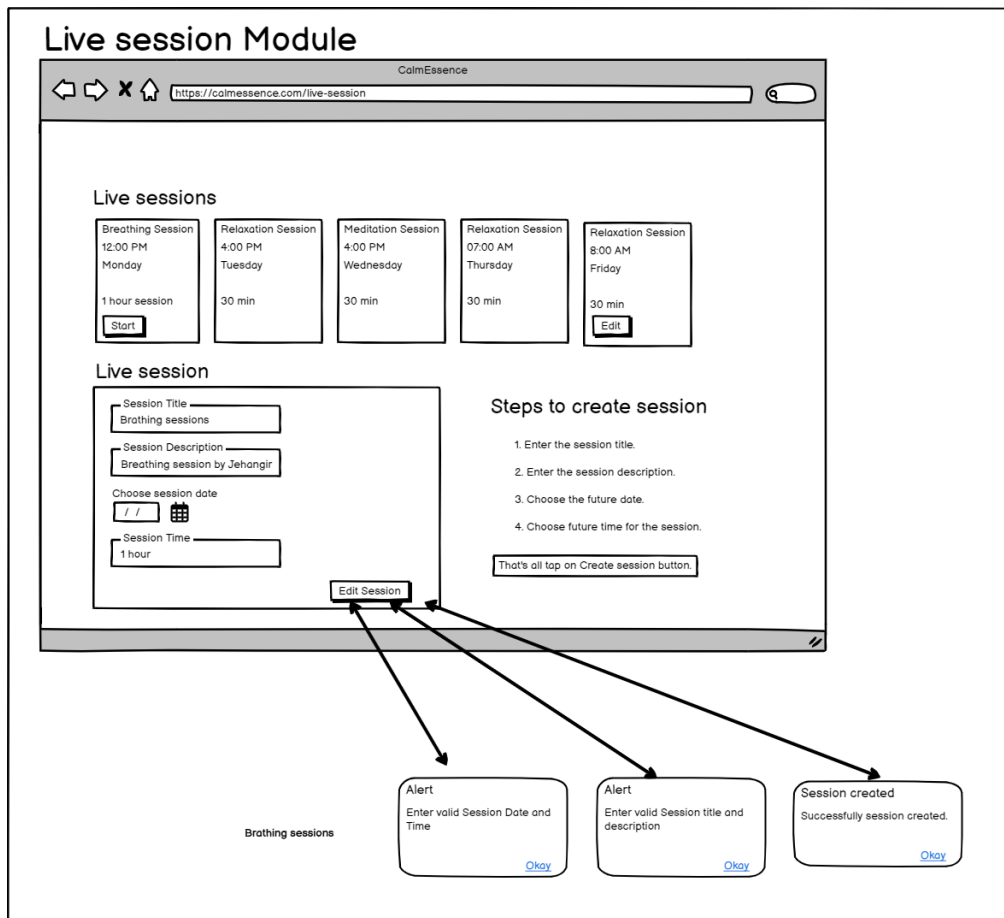 Live session Module
CalmEssence
https://calmessence.com/live-session
Live sessions
Breathing Session
12:00 PM
Monday
1 hour session
Start
Relaxation Session
4:00 PM
Tuesday
30 min
Meditation Session
4:00 PM
Wednesday
30 min
Relaxation Session
07:00 AM
Thursday
30 min
Relaxation Session
8:00 AM
Friday
30 min
Edit
Live session
Session Title
Brathing sessions
Session Description
Breathing session by Jehangir
Choose session date
/ /
Session Time
1 hour
Edit Session
Steps to create session
1. Enter the session title.
2. Enter the session description.
3. Choose the future date.
4. Choose future time for the session.
That's all tap on Create session button.
Brathing sessions
Alert
Enter valid Session Date and
Time
Okay
Alert
Enter valid Session title and
description
Okay
Session created
Successfully session created.
Okay